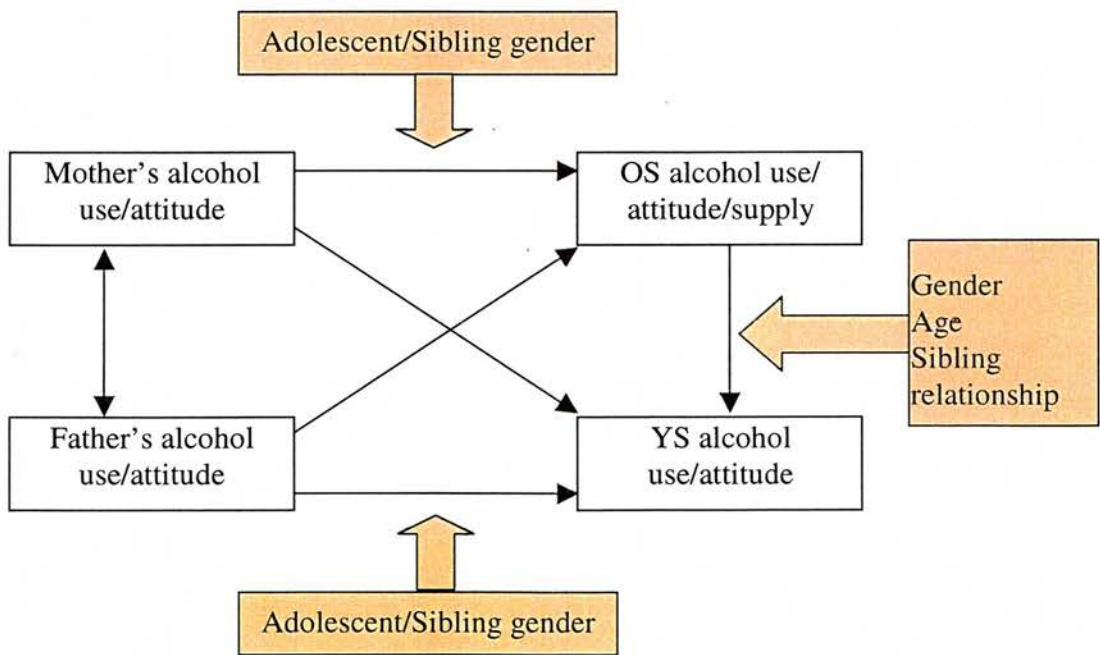 Adolescent/Sibling gender
Mother's alcohol
use/attitude
OS alcohol use/
attitude/supply
Gender
Age
Sibling
relationship
Father's alcohol
use/attitude
YS alcohol
use/attitude
Adolescent/Sibling gender